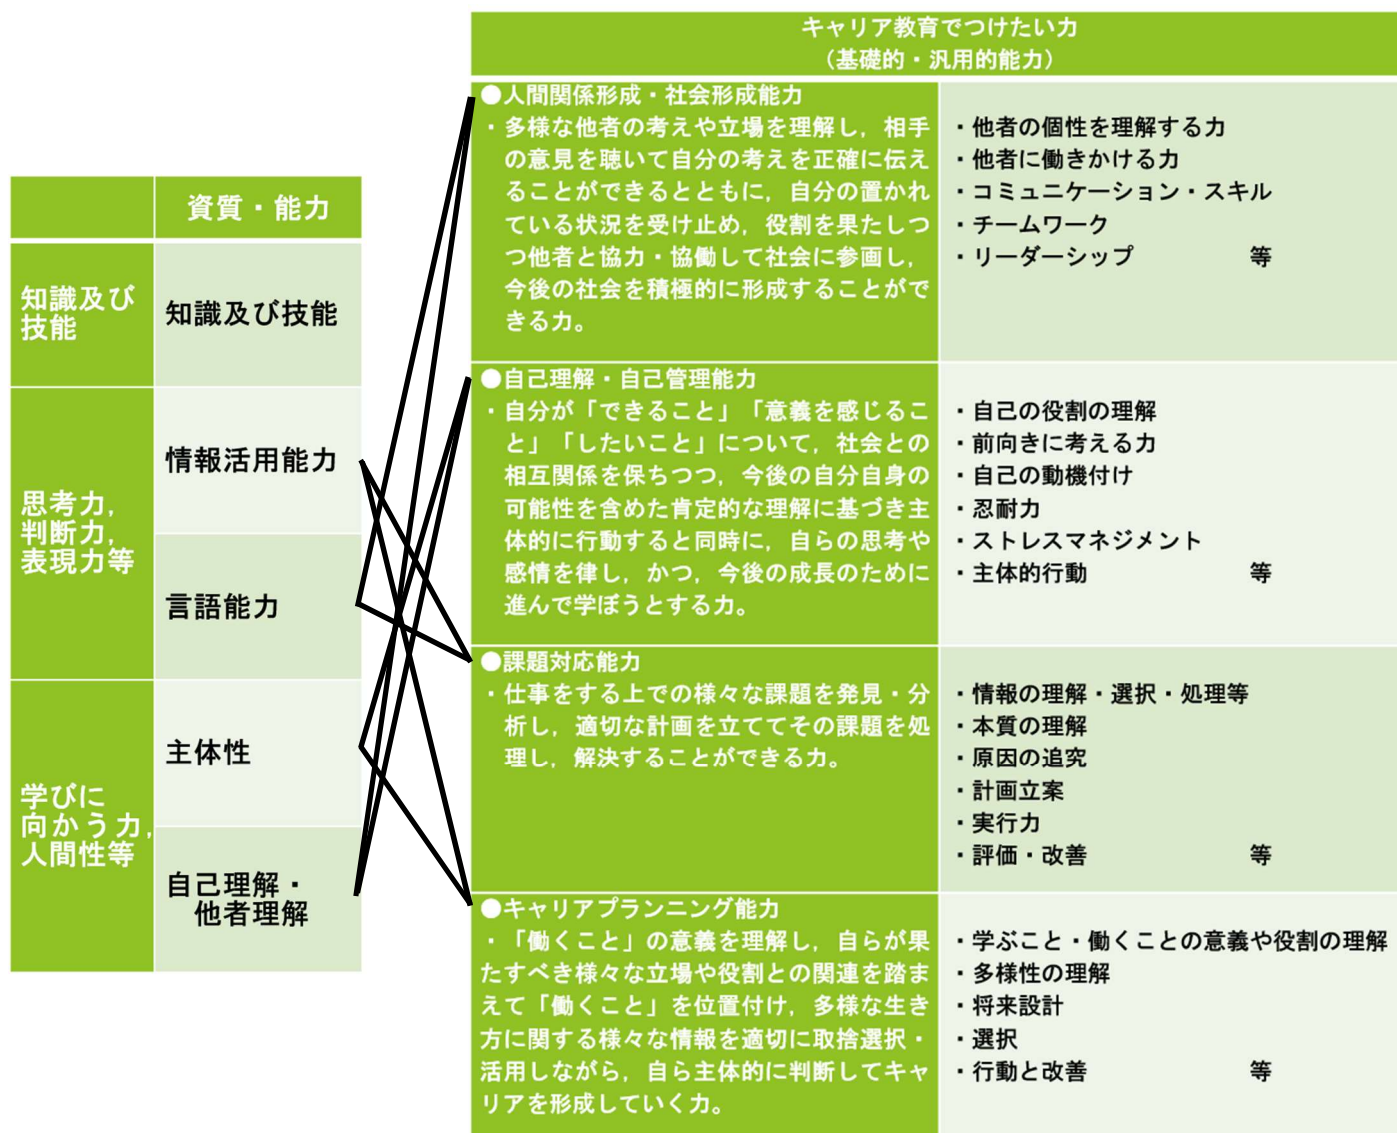 資質・能力
知識及び
技能
知識及び技能
思考力，
判断力，
表現力等
情報活用能力
言語能力
学びに
向かう力，
人間性等
主体性
自己理解・
他者理解
キャリア教育でつけたい力
（基礎的・汎用的能力）
●人間関係形成・社会形成能力
・多様な他者の考えや立場を理解し，相手
の意見を聴いて自分の考えを正確に伝え
ることができるとともに，自分の置かれ
ている状況を受け止め，役割を果たしつ
つ他者と協力・協働して社会に参画し，
今後の社会を積極的に形成することがで
きる力。
・他者の個性を理解する力
・他者に働きかける力
・コミュニケーション・スキル
・チームワーク
・リーダーシップ 等
●自己理解・自己管理能力
・自分が「できること」「意義を感じるこ
と」「したいこと」について，社会との
相互関係を保ちつつ，今後の自分自身の
可能性を含めた肯定的な理解に基づき主
体的に行動すると同時に，自らの思考や
感情を律し，かつ，今後の成長のために
進んで学ぼうとする力。
・自己の役割の理解
・前向きに考える力
・自己の動機付け
・忍耐力
・ストレスマネジメント
・主体的行動 等
●課題対応能力
・仕事をする上での様々な課題を発見・分
析し，適切な計画を立ててその課題を処
理し，解決することができる力。
・情報の理解・選択・処理等
・本質の理解
・原因の追究
・計画立案
・実行力
・評価・改善 等
●キャリアプランニング能力
・「働くこと」の意義を理解し，自らが果
たすべき様々な立場や役割との関連を踏ま
えて「働くこと」を位置付け，多様な生き
方に関する様々な情報を適切に取捨選択・
活用しながら，自ら主体的に判断してキャ
リアを形成していく力。
・学ぶこと・働くことの意義や役割の理解
・多様性の理解
・将来設計
・選択
・行動と改善 等